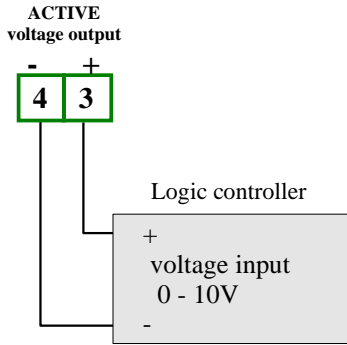 ACTIVE
voltage output
- +
4 3
Logic controller
+
voltage input
0 - 10V
-